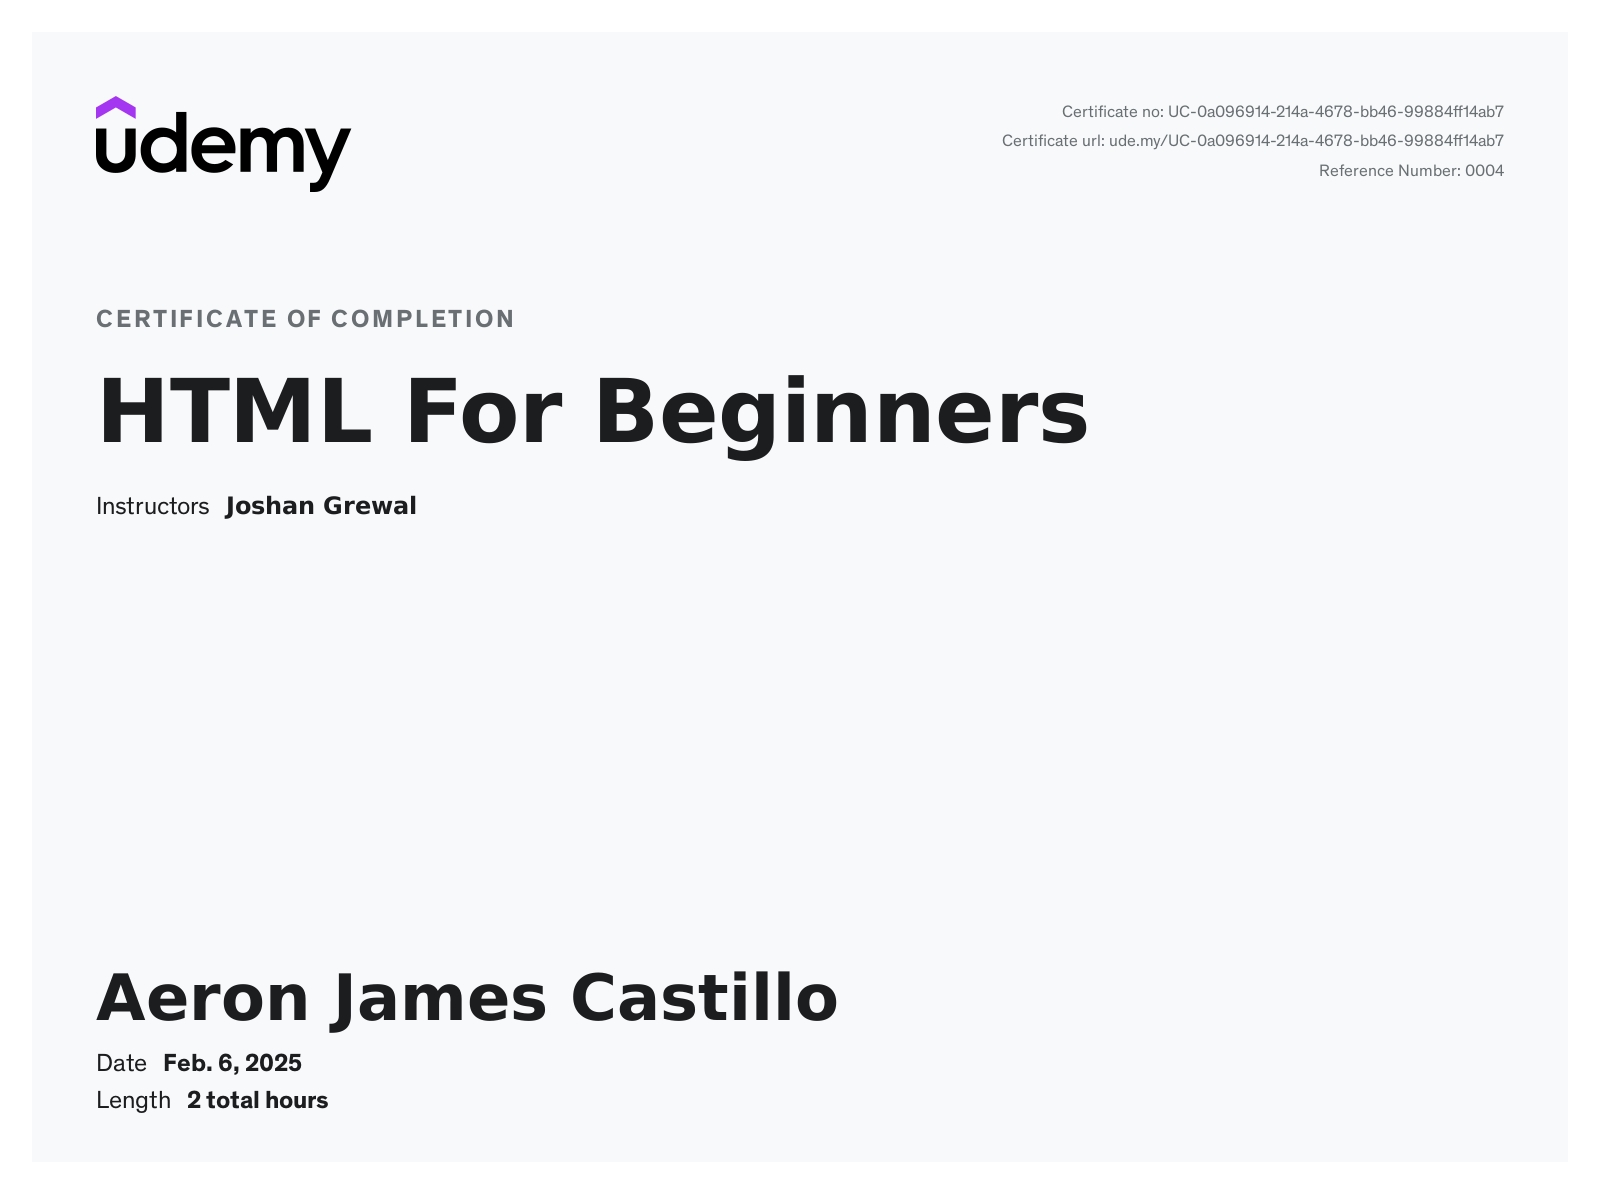 udemy
Certificate no: UC-0a096914-214a-4678-bb46-99884ff14ab7
Certificate url: ude.my/UC-0a096914-214a-4678-bb46-99884ff14ab7
Reference Number: 0004
CERTIFICATE OF COMPLETION
HTML For Beginners
Instructors Joshan Grewal
Aeron James Castillo
Date Feb. 6, 2025
Length 2 total hours